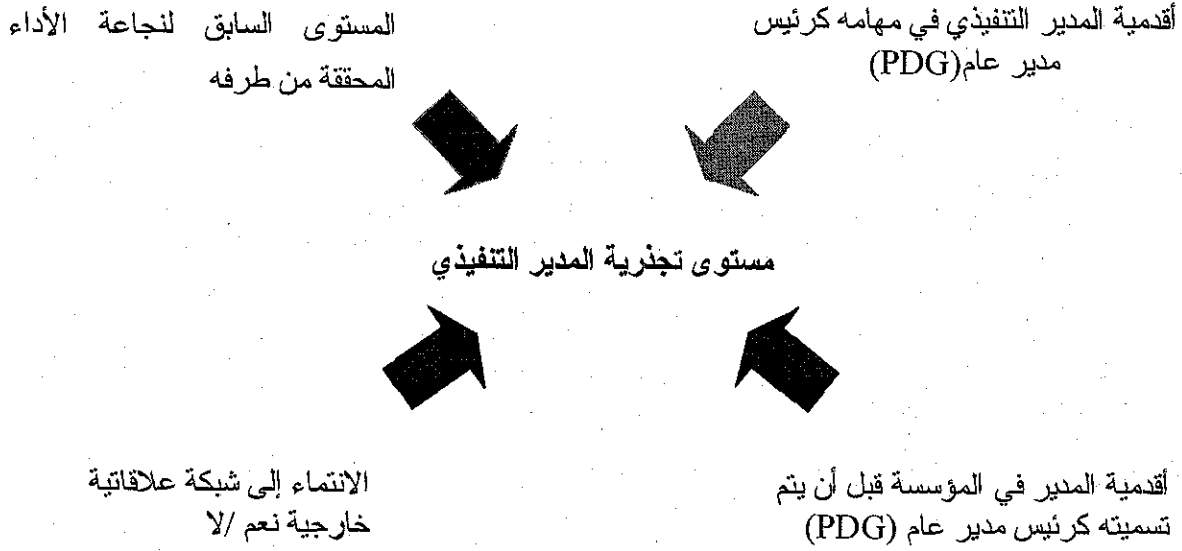 أقدمية المدير التنفيذي في مهامه كرئيس
مدير عام(PDG)
المستوى السابق لنجاعة الأداء
المحققة من طرفه
مستوى تجذرية المدير التنفيذي
أقدمية المدير في المؤسسة قبل أن يتم
تسميته كرئيس مدير عام (PDG)
الانتماء إلى شبكة علاقاتية
خارجية نعم /لا